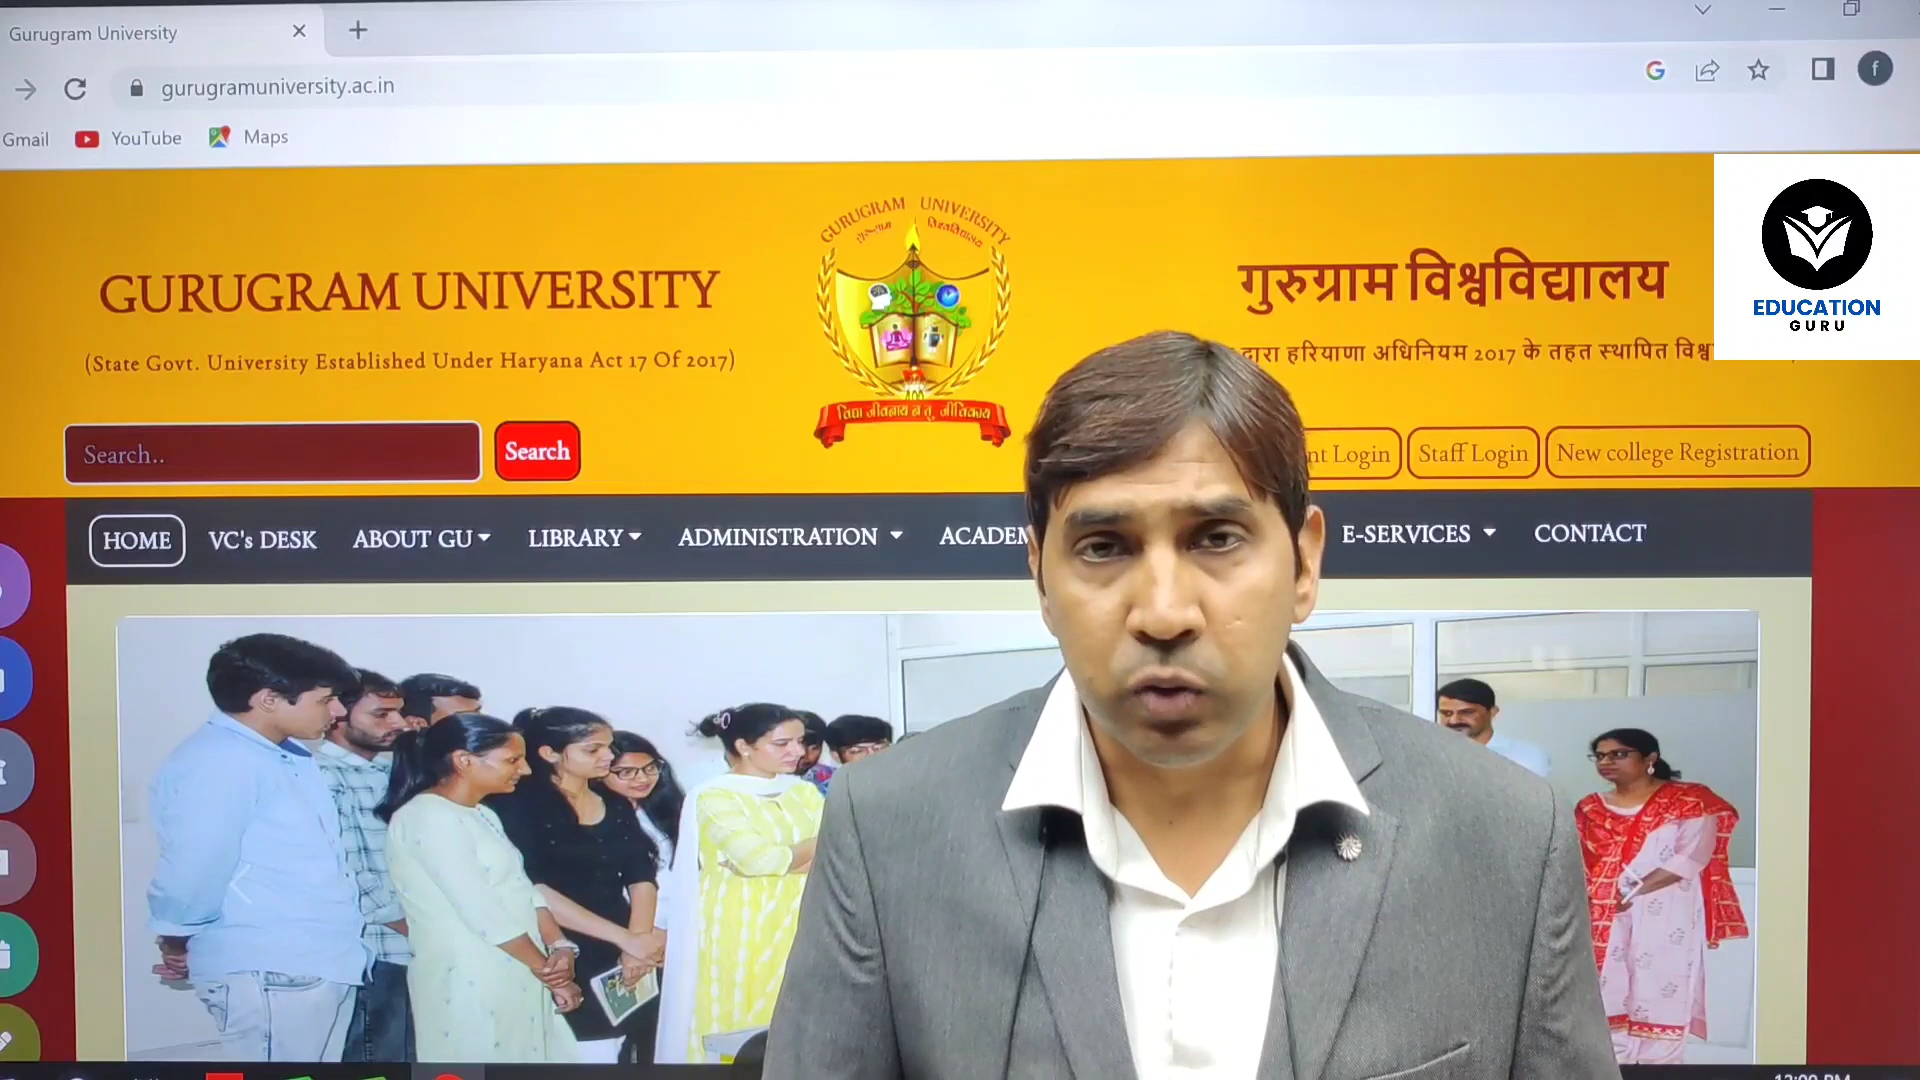 Gurugram University
gurugramuniversity.ac.in
f
Gmail
YouTube
Maps
GURUGRAM UNIVERSITY
GURUGRAM UNIVERSITY
(State Govt. University Established Under Haryana Act 17 Of 2017)
गुरुग्राम विश्वविद्यालय
द्वारा हरियाणा अधिनियम 2017 के तहत स्थापित
EDUCATION
GURU
Search..
Search
Login
Staff Login
New college Registration
HOME
VC's DESK
ABOUT GU
LIBRARY
ADMINISTRATION
E-SERVICES
CONTACT